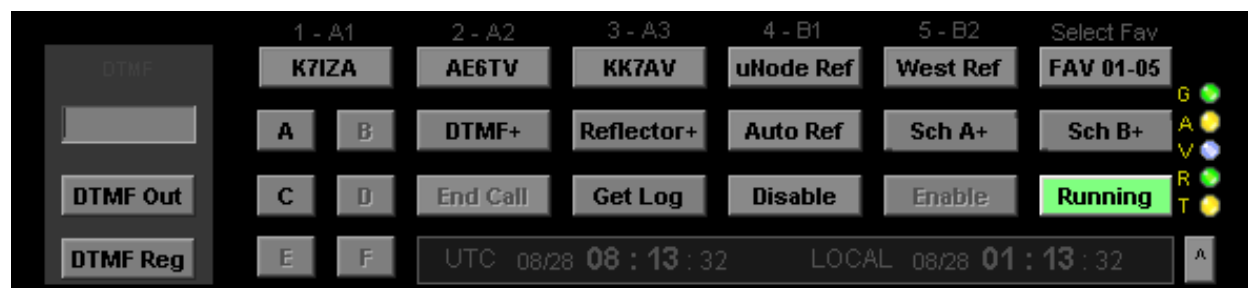 1 - A1 2 - A2 3 - A3 4 - B1 5 - B2 Select Fav
DTMF K7IZA AE6TV KK7AV uNode Ref West Ref FAV 01-05
G
A B DTMF+ Reflector+ Auto Ref Sch A+ Sch B+ A
V
DTMF Out C D End Call Get Log Disable Enable Running R
T
DTMF Reg E F UTC 08/28 08 : 13 : 32 LOCAL 08/28 01 : 13 : 32 ^